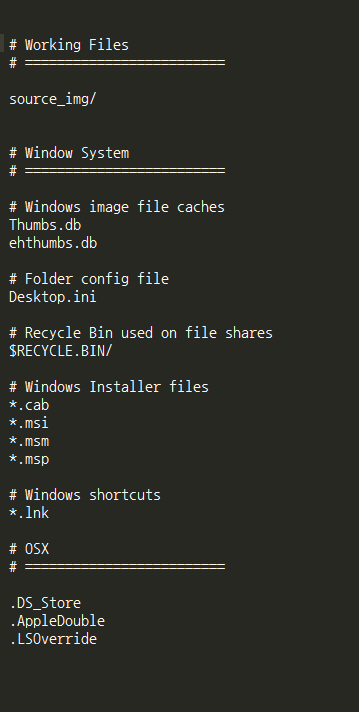 # Working Files
# =========================
source_img/
# Window System
# =========================
# Windows image file caches
Thumbs.db
ehthumbs.db
# Folder config file
Desktop.ini
# Recycle Bin used on file shares
$RECYCLE.BIN/
# Windows Installer files
*.cab
*.msi
*.msm
*.msp
# Windows shortcuts
*.lnk
# OSX
# =========================
.DS_Store
.AppleDouble
.LSOverride